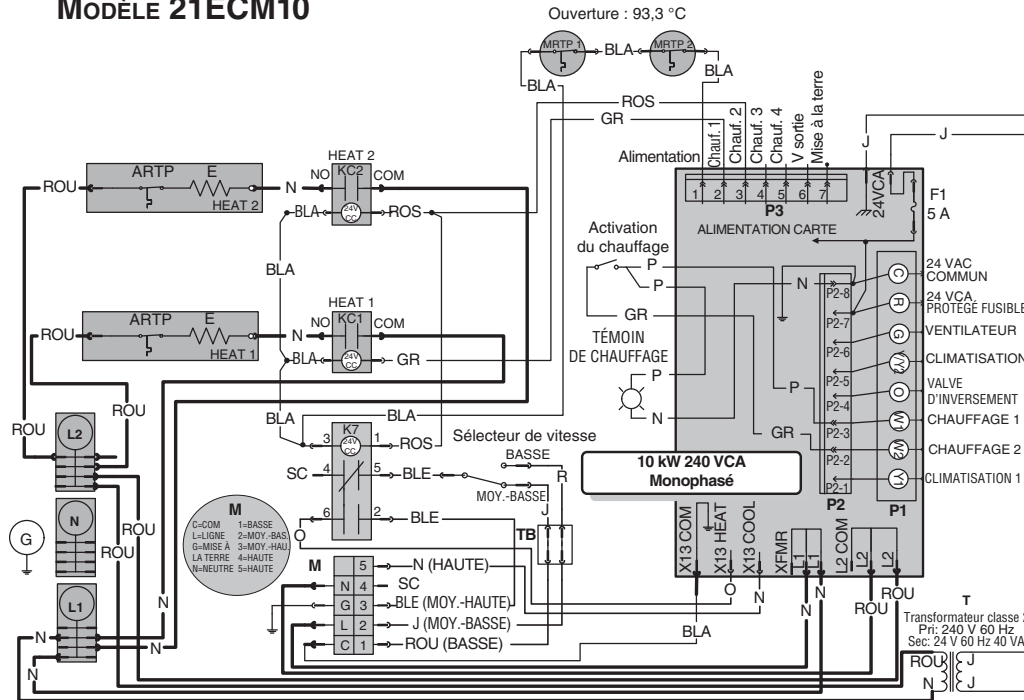 MODÈLE 21ECM10
Ouverture : 93,3 °C
MRTP 1
BLA
MRTP 2
BLA
BLA
ROS
GR
Alimentation
Chauf. 1
Chauf. 2
Chauf. 3
Chauf. 4
V sortie
Mise à la terre
J
J
24VCA
F1
5 A
1 2 3 4 5 6 7
P3
ALIMENTATION CARTE
HEAT 2
ROU
ARTP
E
HEAT 2
N
NO
KC2
COM
BLA
24V
CC
ROS
BLA
Activation
du chauffage
P
P
GR
TÉMOIN
DE CHAUFFAGE
P
N
HEAT 1
ROU
ARTP
E
HEAT 1
N
NO
KC1
COM
BLA
24V
CC
GR
BLA
N
P
GR
P2-8
P2-7
P2-6
P2-5
P2-4
P2-3
P2-2
P2-1
P2
C
R
G
Y/Y2
O
W1
W2
Y1
P1
24 VAC
COMMUN
24 VCA
PROTÉGÉ FUSIBLE
VENTILATEUR
CLIMATISATION
VALVE
D'INVERSEMENT
CHAUFFAGE 1
CHAUFFAGE 2
CLIMATISATION 1
10 kW 240 VCA
Monophasé
ROU
ROU
L2
N
G
ROU
ROU
L1
N
N
N
N
BLA
3
K7
24V
CC
1
ROS
SC
4
5
BLE
6
2
BLE
O
Sélecteur de vitesse
BASSE
MOY.-BASSE
R
J
TB
M
C=COM 1=BASSE
L=LIGNE 2=MOY.-BAS.
G=MISE À 3=MOY.-HAU.
LA TERRE 4=HAUTE
N=NEUTRE 5=HAUTE
M
5 N (HAUTE)
N 4 SC
G 3 BLE (MOY.-HAUTE)
L 2 J (MOY.-BASSE)
C 1 ROU (BASSE)
X13 COM
X13 HEAT
X13 COOL
XFMR
L1
L1
L2 COM
L2
L2
BLA
O
N
N
N
ROU
ROU
T
Transformateur classe 2
Pri: 240 V 60 Hz
Sec: 24 V 60 Hz 40 VA
ROU
J
N
J